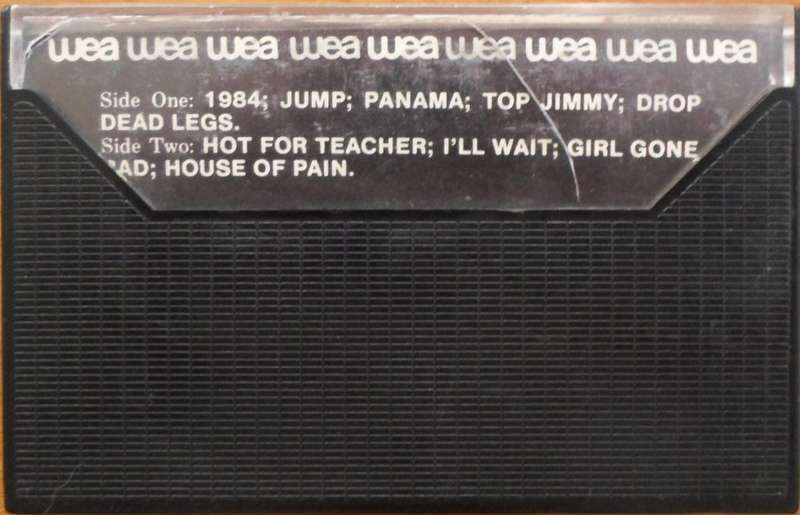 wea wea wea wea wea wea wea wea wea
Side One: 1984; JUMP; PANAMA; TOP JIMMY; DROP
DEAD LEGS.
Side Two: HOT FOR TEACHER; I'LL WAIT; GIRL GONE
BAD; HOUSE OF PAIN.